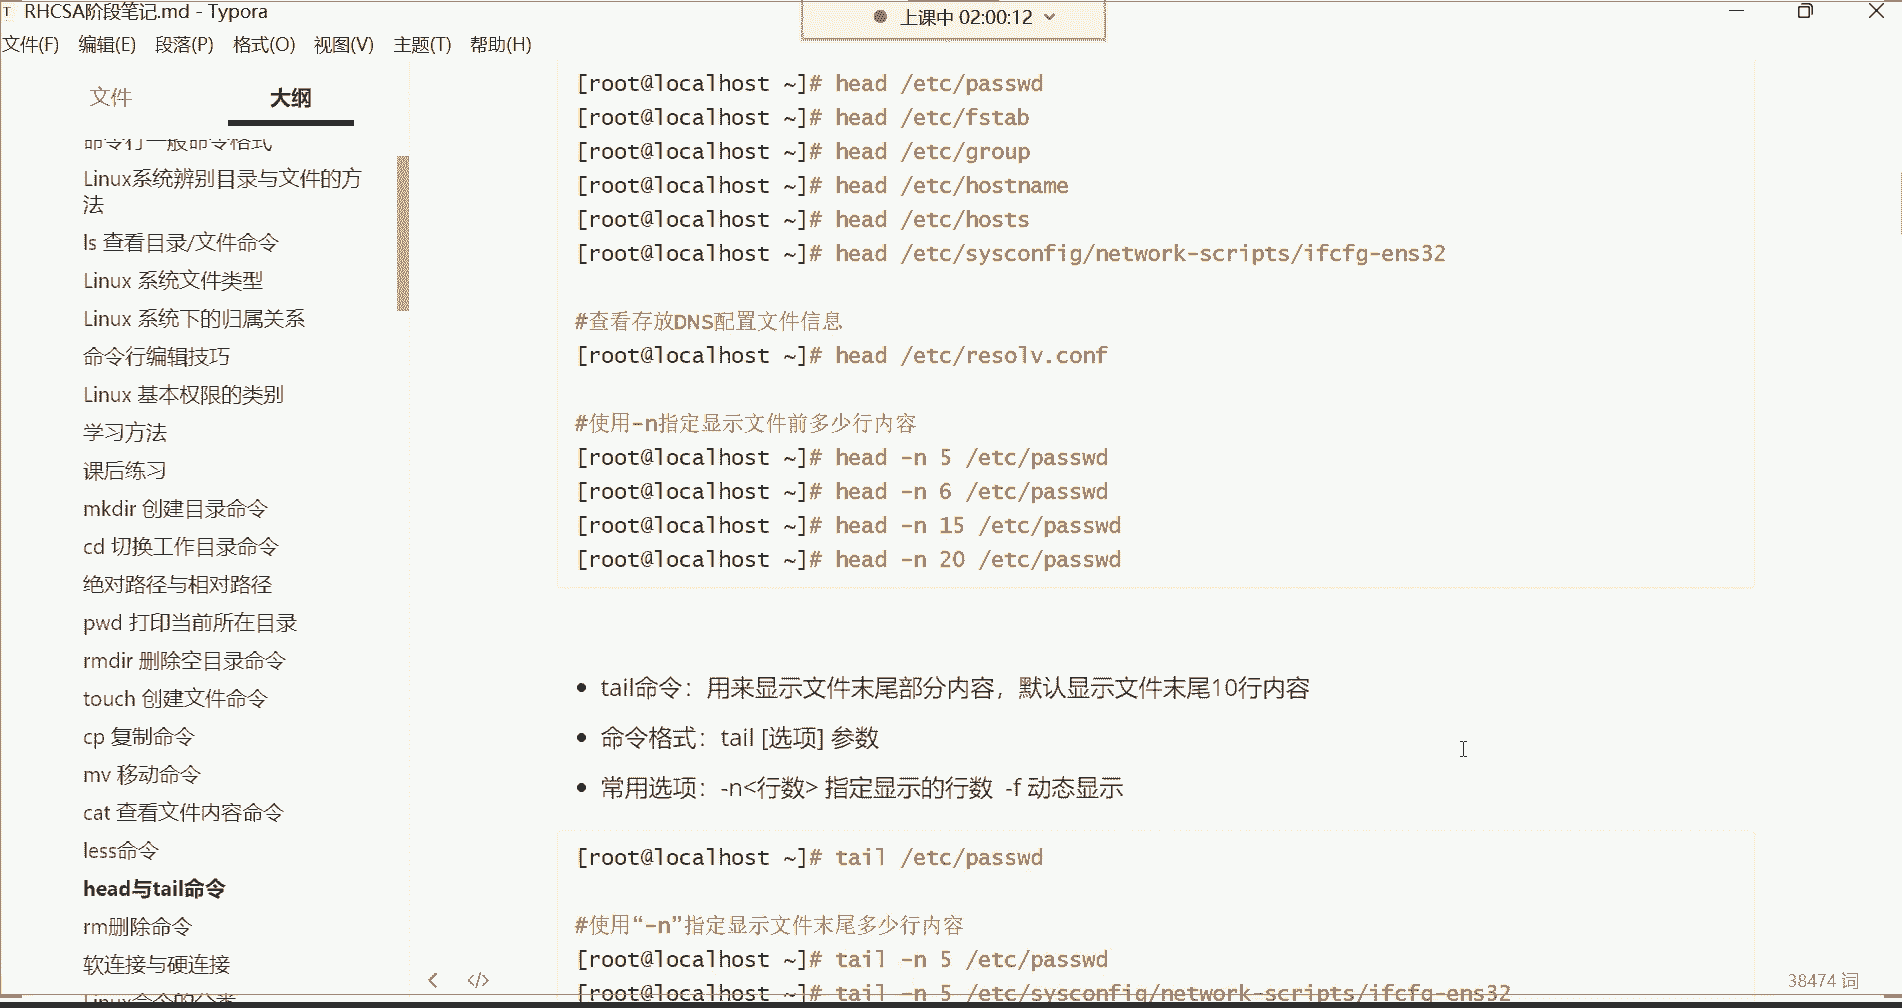 RHCSA阶段笔记.md - Typora
上课中 02:00:12
文件(F) 编辑(E) 段落(P) 格式(O) 视图(V) 主题(T) 帮助(H)
文件 大纲
命令行一般命令格式
Linux系统辨别目录与文件的方
法
ls 查看目录/文件命令
Linux 系统文件类型
Linux 系统下的归属关系
命令行编辑技巧
Linux 基本权限的类别
学习方法
课后练习
mkdir 创建目录命令
cd 切换工作目录命令
绝对路径与相对路径
pwd 打印当前所在目录
rmdir 删除空目录命令
touch 创建文件命令
cp 复制命令
mv 移动命令
cat 查看文件内容命令
less命令
head与tail命令
rm删除命令
软连接与硬连接
Linux命令的分类
[root@localhost ~]# head /etc/passwd
[root@localhost ~]# head /etc/fstab
[root@localhost ~]# head /etc/group
[root@localhost ~]# head /etc/hostname
[root@localhost ~]# head /etc/hosts
[root@localhost ~]# head /etc/sysconfig/network-scripts/ifcfg-ens32
#查看存放DNS配置文件信息
[root@localhost ~]# head /etc/resolv.conf
#使用-n指定显示文件前多少行内容
[root@localhost ~]# head -n 5 /etc/passwd
[root@localhost ~]# head -n 6 /etc/passwd
[root@localhost ~]# head -n 15 /etc/passwd
[root@localhost ~]# head -n 20 /etc/passwd
• tail命令：用来显示文件末尾部分内容，默认显示文件末尾10行内容
• 命令格式：tail [选项] 参数
• 常用选项：-n<行数> 指定显示的行数 -f 动态显示
[root@localhost ~]# tail /etc/passwd
#使用“-n”指定显示文件末尾多少行内容
[root@localhost ~]# tail -n 5 /etc/passwd
[root@localhost ~]# tail -n 5 /etc/sysconfig/network-scripts/ifcfg-ens32
38474 词